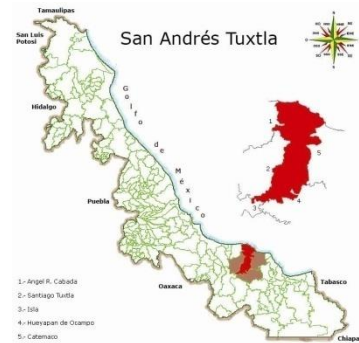 Tamaulipas
San Andrés Tuxtla
San Luis
Potosí
Hidalgo
Golfo de México
Puebla
Oaxaca
Tabasco
Chiapa
1
2
3
4
5
1.- Angel R. Cabada
2.- Santiago Tuxtla
3.- Isla
4.- Hueyapan de Ocampo
5.- Catemaco